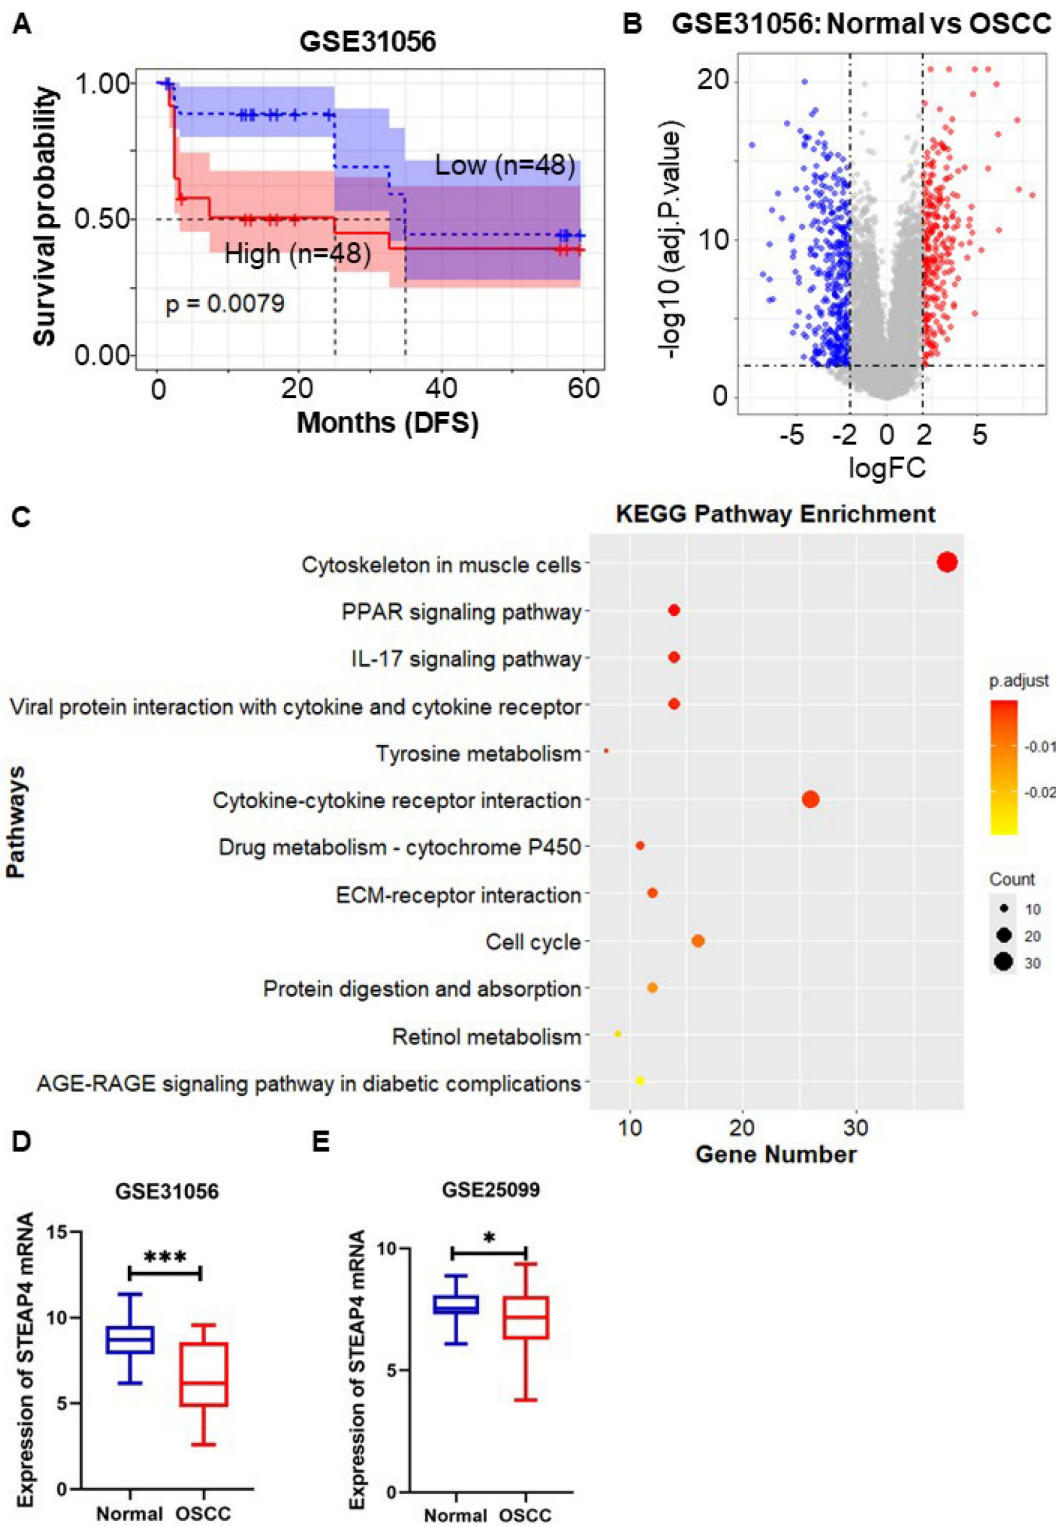 A
GSE31056
Survival probability
1.00
0.50
0.00
Low (n=48)
High (n=48)
p = 0.0079
0
20
40
60
Months (DFS)
B
GSE31056: Normal vs OSCC
-log10 (adj.P.value)
20
10
0
-5
-2
0
2
5
logFC
C
KEGG Pathway Enrichment
Pathways
Cytoskeleton in muscle cells
PPAR signaling pathway
IL-17 signaling pathway
Viral protein interaction with cytokine and cytokine receptor
Tyrosine metabolism
Cytokine-cytokine receptor interaction
Drug metabolism - cytochrome P450
ECM-receptor interaction
Cell cycle
Protein digestion and absorption
Retinol metabolism
AGE-RAGE signaling pathway in diabetic complications
10
20
30
Gene Number
p.adjust
-0.01
-0.02
Count
10
20
30
D
GSE31056
Expression of STEAP4 mRNA
15
10
5
0
***
Normal
OSCC
E
GSE25099
Expression of STEAP4 mRNA
10
5
0
*
Normal
OSCC